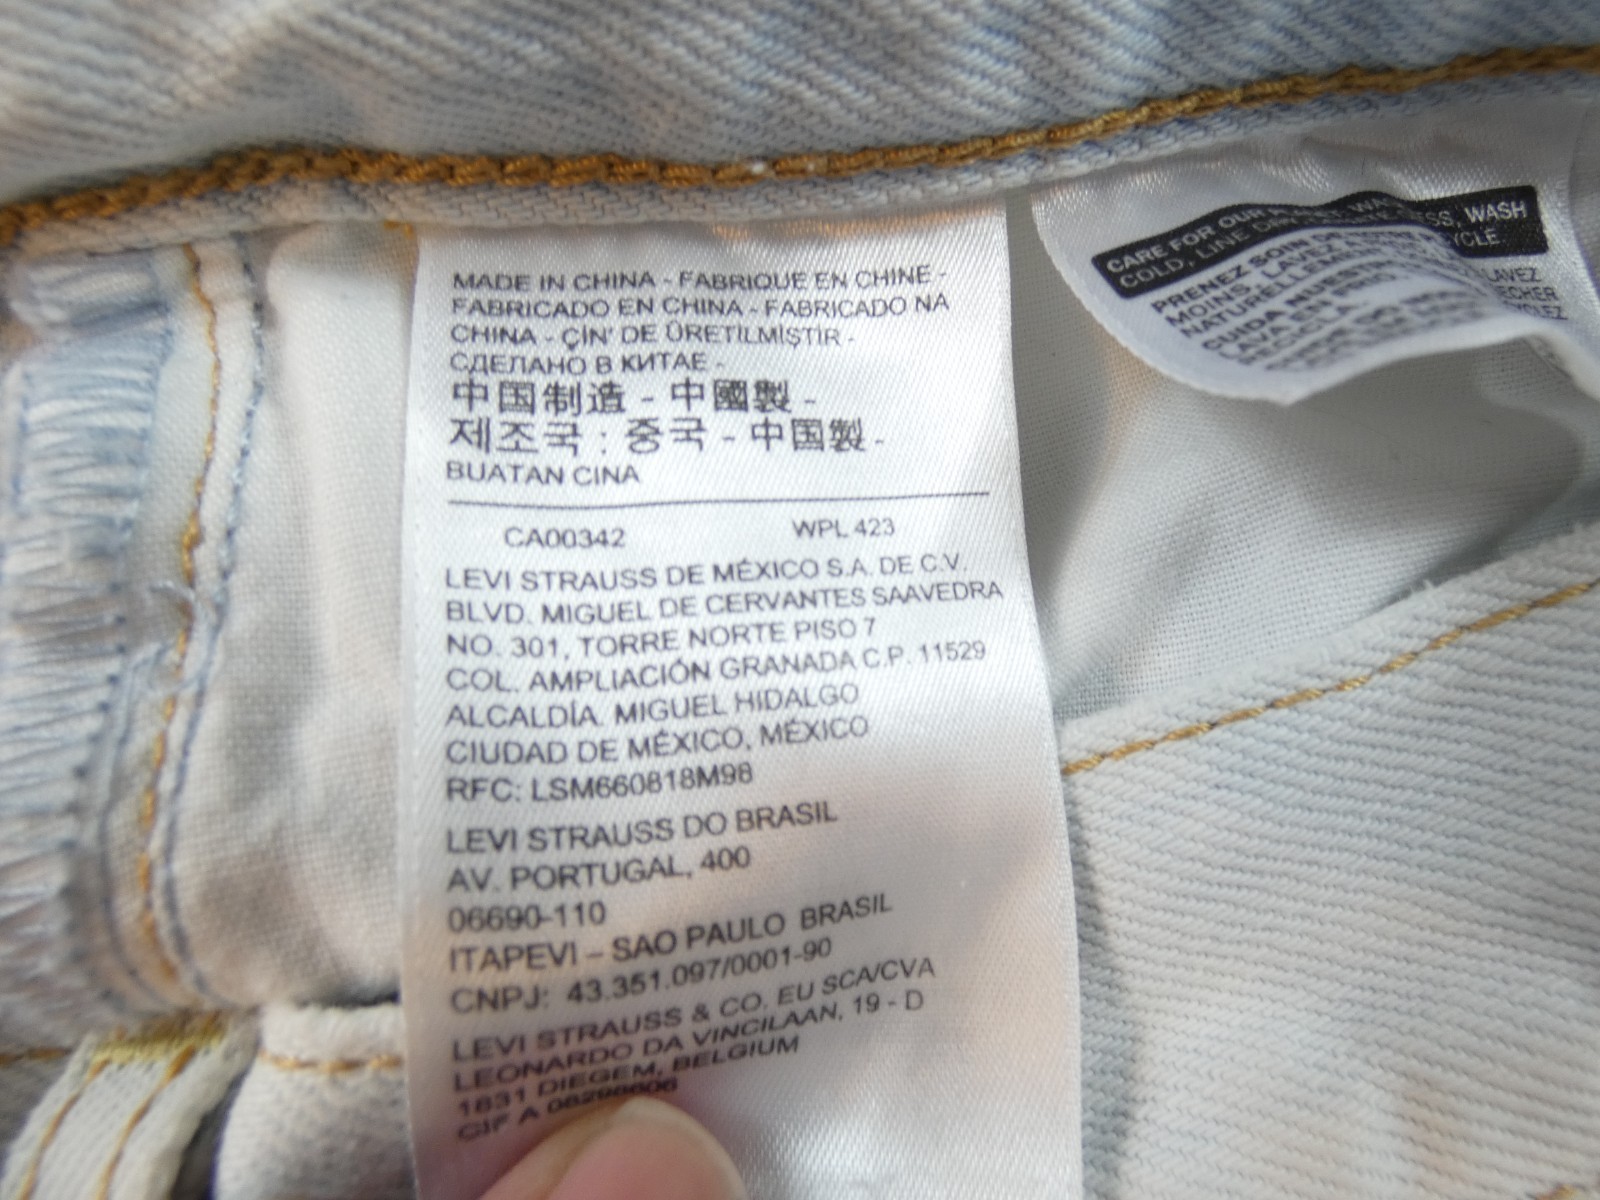 MADE IN CHINA - FABRIQUE EN CHINE -
FABRICADO EN CHINA - FABRICADO NA
CHINA - ÇİN' DE ÜRETİLMİŞTİR -
СДЕЛАНО В КИТАЕ -
中国制造 - 中國製 -
제조국 : 중국 - 中国製 -
BUATAN CINA
CA00342 WPL 423
LEVI STRAUSS DE MÉXICO S.A. DE C.V.
BLVD. MIGUEL DE CERVANTES SAAVEDRA
NO. 301, TORRE NORTE PISO 7
COL. AMPLIACIÓN GRANADA C.P. 11529
ALCALDÍA. MIGUEL HIDALGO
CIUDAD DE MÉXICO, MÉXICO
RFC: LSM660818M98
LEVI STRAUSS DO BRASIL
AV. PORTUGAL, 400
06690-110
ITAPEVI – SAO PAULO BRASIL
CNPJ: 43.351.097/0001-90
LEVI STRAUSS & CO. EU SCA/CVA
LEONARDO DA VINCILAAN, 19 - D
1831 DIEGEM, BELGIUM
CIF A
CARE FOR OUR WASH
COLD, LINE
PRENEZ SOIN
MOINS, LAVEZ LAVEZ
NATURELLEMENT
CUIDA